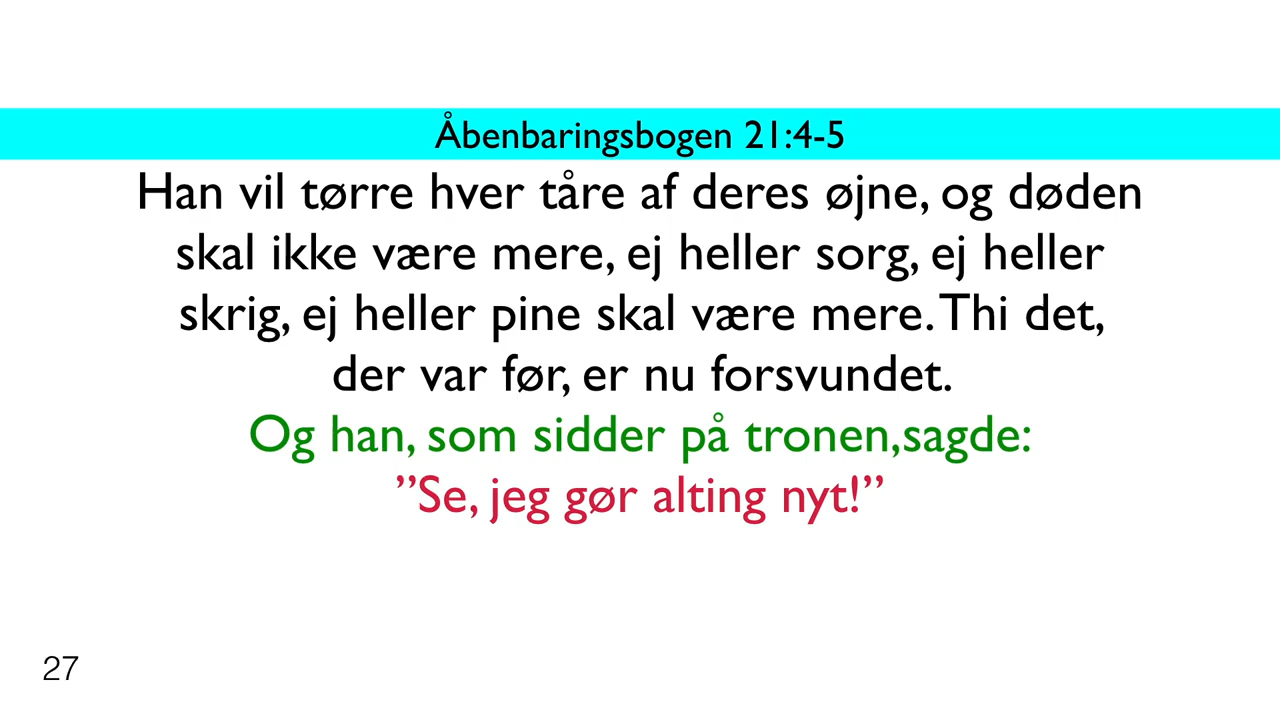 Åbenbaringsbogen 21:4-5
Han vil tørre hver tåre af deres øjne, og døden
skal ikke være mere, ej heller sorg, ej heller
skrig, ej heller pine skal være mere. Thi det,
der var før, er nu forsvundet.
Og han, som sidder på tronen,sagde:
”Se, jeg gør alting nyt!”
27